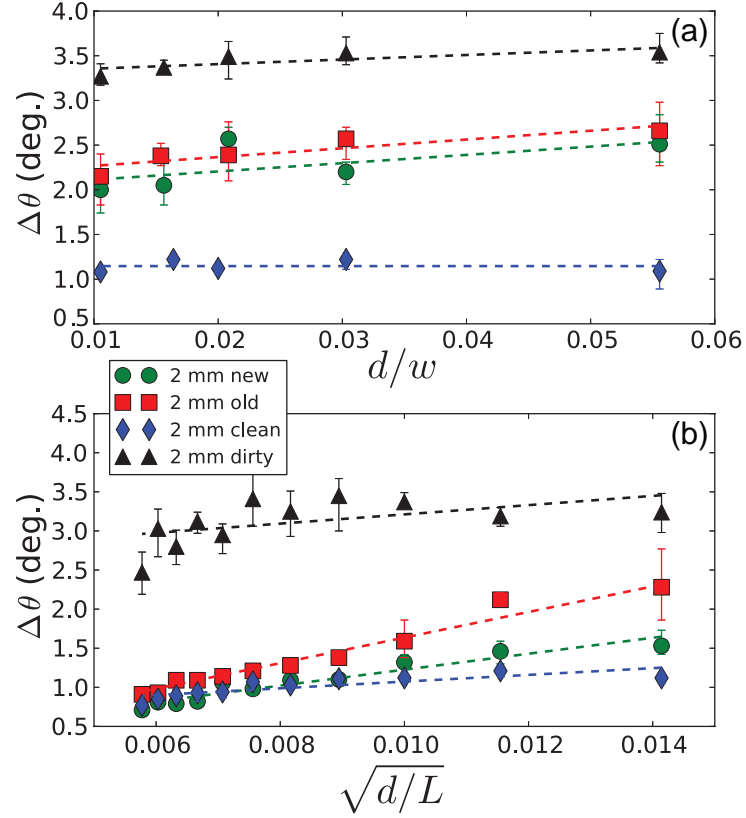 4.0
3.5
3.0
2.5
2.0
1.5
1.0
0.5
Δθ (deg.)
(a)
0.01
0.02
0.03
0.04
0.05
0.06
d/w
2 mm new
2 mm old
2 mm clean
2 mm dirty
4.5
4.0
3.5
3.0
2.5
2.0
1.5
1.0
0.5
Δθ (deg.)
(b)
0.006
0.008
0.010
0.012
0.014
√d/L